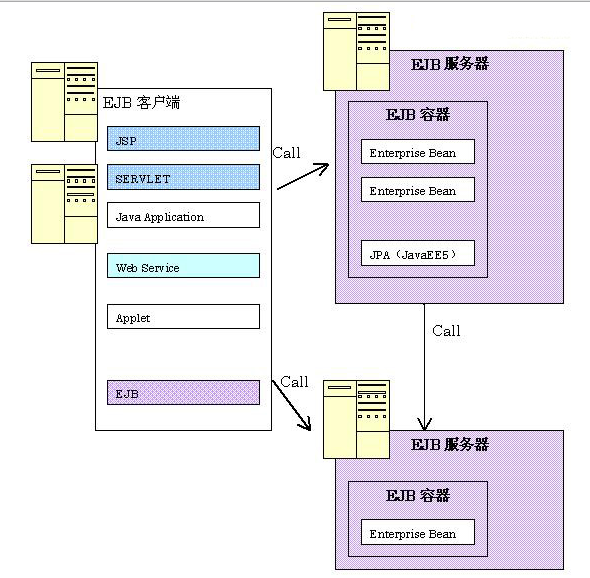 EJB 客户端
JSP
SERVLET
Java Application
Web Service
Applet
EJB
Call
Call
EJB 服务器
EJB 容器
Enterprise Bean
Enterprise Bean
JPA（JavaEE5）
Call
EJB 服务器
EJB 容器
Enterprise Bean